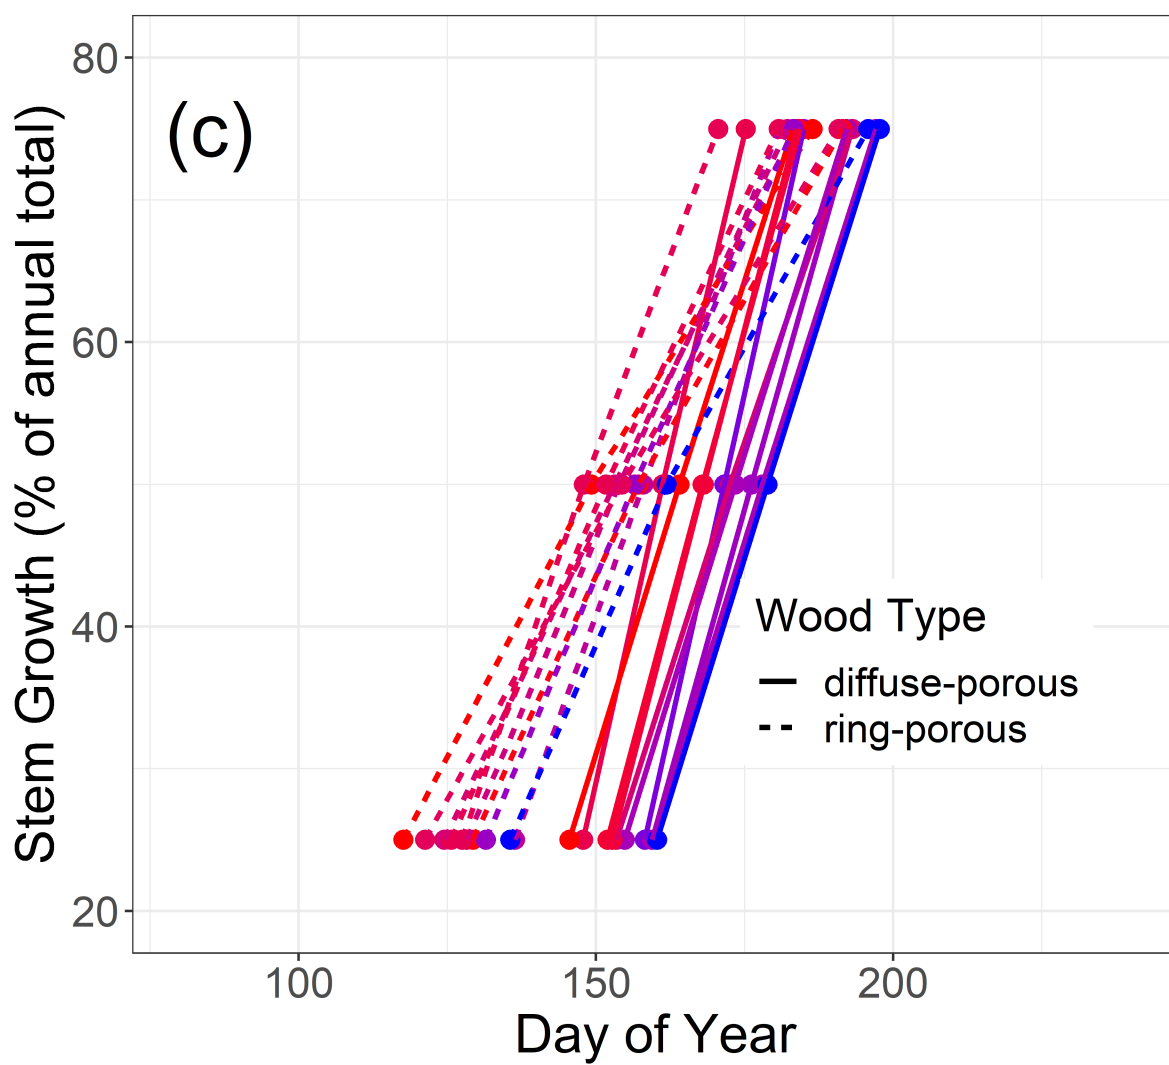 (c)
Stem Growth (% of annual total)
80
60
40
20
Wood Type
diffuse-porous
ring-porous
100
150
200
Day of Year